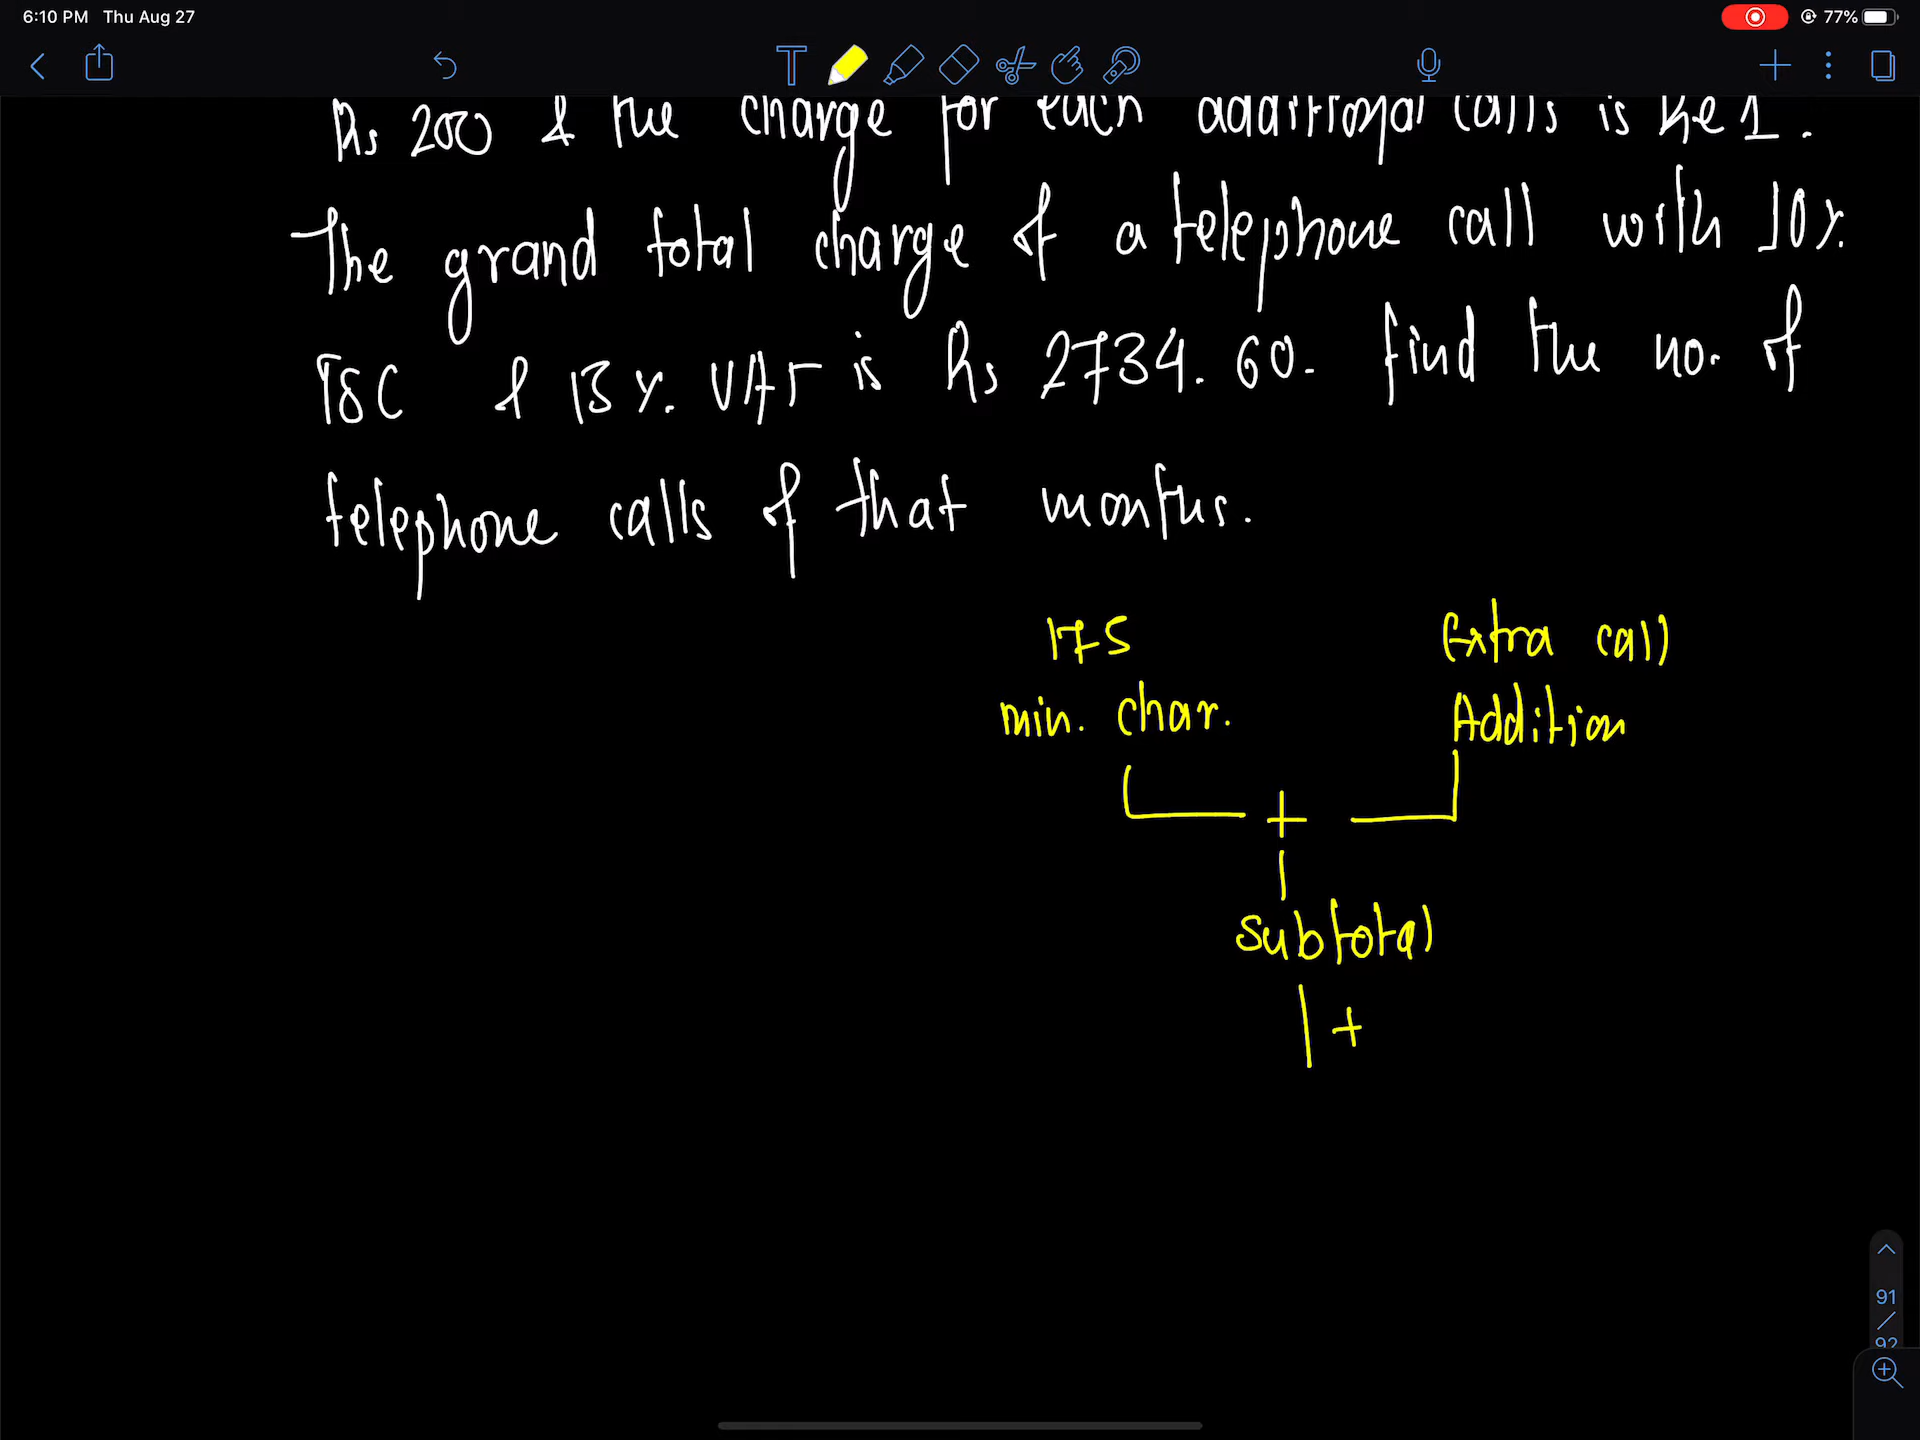 6:10 PM Thu Aug 27
77%
T
Rs 200 & the charge for each additional calls is Re 1.
The grand total charge of a telephone call with 10%
TSC & 13%. VAT is Rs 2734.60. find the no. of
telephone calls of that months.
175 Extra call
min. char. Addition
+
Subtotal
+
91
/
92